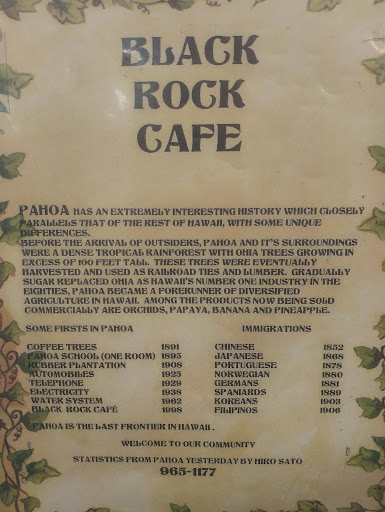 BLACK
ROCK
CAFE
PAHOA HAS AN EXTREMELY INTERESTING HISTORY WHICH CLOSELY
PARALLELS THAT OF THE REST OF HAWAII, WITH SOME UNIQUE
DIFFERENCES.
BEFORE THE ARRIVAL OF OUTSIDERS, PAHOA AND IT'S SURROUNDINGS
WERE A DENSE TROPICAL RAINFOREST WITH OHIA TREES GROWING IN
EXCESS OF 100 FEET TALL. THESE TREES WERE EVENTUALLY
HARVESTED AND USED AS RAILROAD TIES AND LUMBER. GRADUALLY
SUGAR REPLACED OHIA AS HAWAII'S NUMBER ONE INDUSTRY IN THE
EIGHTIES, PAHOA BECAME A FORERUNNER OF DIVERSIFIED
AGRICULTURE IN HAWAII. AMONG THE PRODUCTS NOW BEING SOLD
COMMERCIALLY ARE ORCHIDS, PAPAYA, BANANA AND PINEAPPLE.
SOME FIRSTS IN PAHOA
COFFEE TREES 1891
PAHOA SCHOOL (ONE ROOM) 1895
RUBBER PLANTATION 1908
AUTOMOBILES 1925
TELEPHONE 1929
ELECTRICITY 1938
WATER SYSTEM 1962
BLACK ROCK CAFÉ 1998
IMMIGRATIONS
CHINESE 1852
JAPANESE 1868
PORTUGUESE 1878
NORWEGIAN 1880
GERMANS 1881
SPANIARDS 1889
KOREANS 1903
FILIPINOS 1906
PAHOA IS THE LAST FRONTIER IN HAWAII.
WELCOME TO OUR COMMUNITY
STATISTICS FROM PAHOA YESTERDAY BY HIRO SATO
965-1177